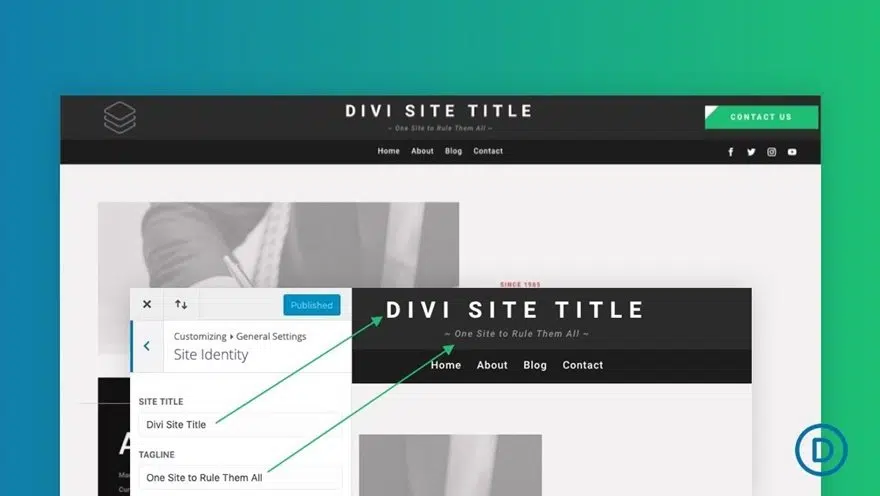 DIVI SITE TITLE
~ One Site to Rule Them All ~
CONTACT US
Home About Blog Contact
SINCE 1985
Published
Customizing ▸ General Settings
Site Identity
SITE TITLE
Divi Site Title
TAGLINE
One Site to Rule Them All
DIVI SITE TITLE
~ One Site to Rule Them All ~
Home About Blog Contact
A
D